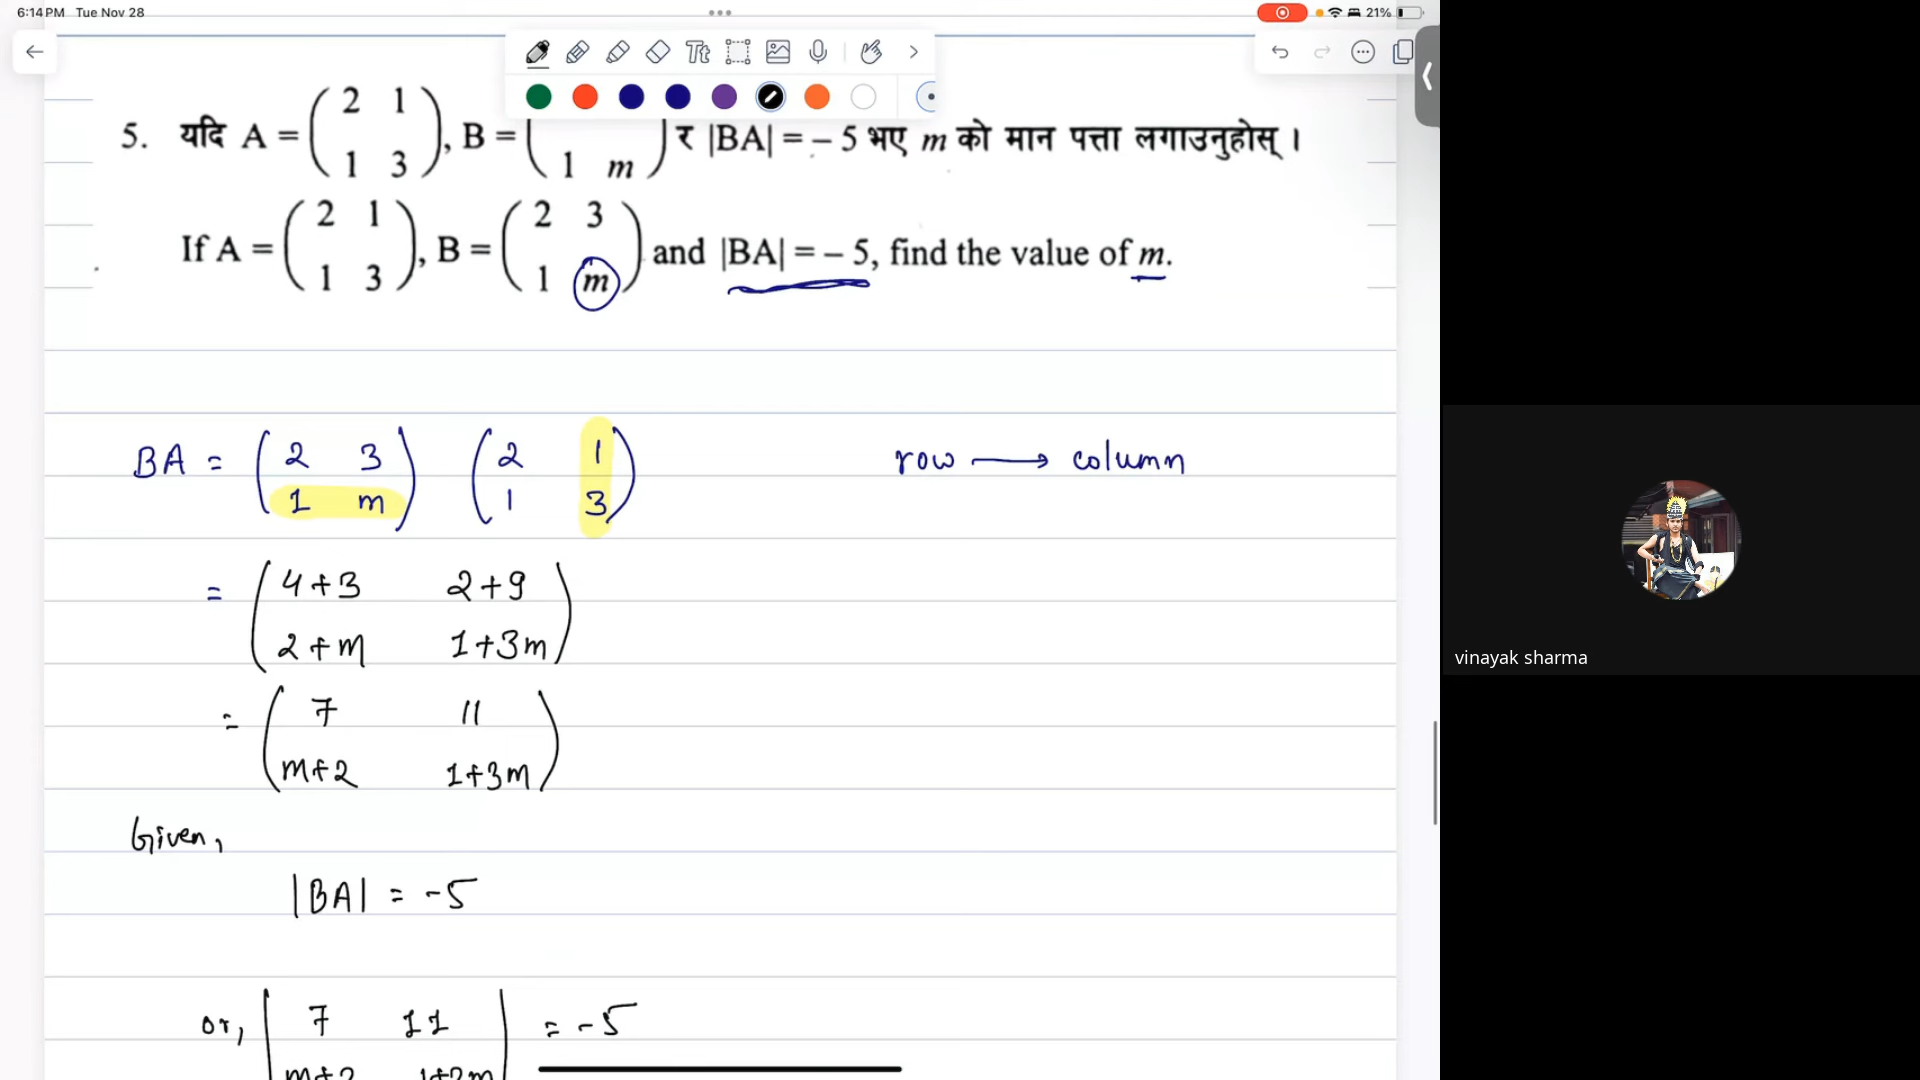 6:14 PM Tue Nov 28
21%
Tt
5. यदि A = ( 2 1 ), B = (
1 3 1 m ) र |BA| = – 5 भए m को मान पत्ता लगाउनुहोस् ।
If A = ( 2 1 ), B = ( 2 3 ) and |BA| = – 5, find the value of m.
1 3 1 m
BA = ( 2 3 ) ( 2 1 ) row ⟶ column
1 m 1 3
= ( 4+3 2+9 )
2+m 1+3m
= ( 7 11 )
m+2 1+3m
Given,
|BA| = -5
or, | 7 11 | = -5
vinayak sharma